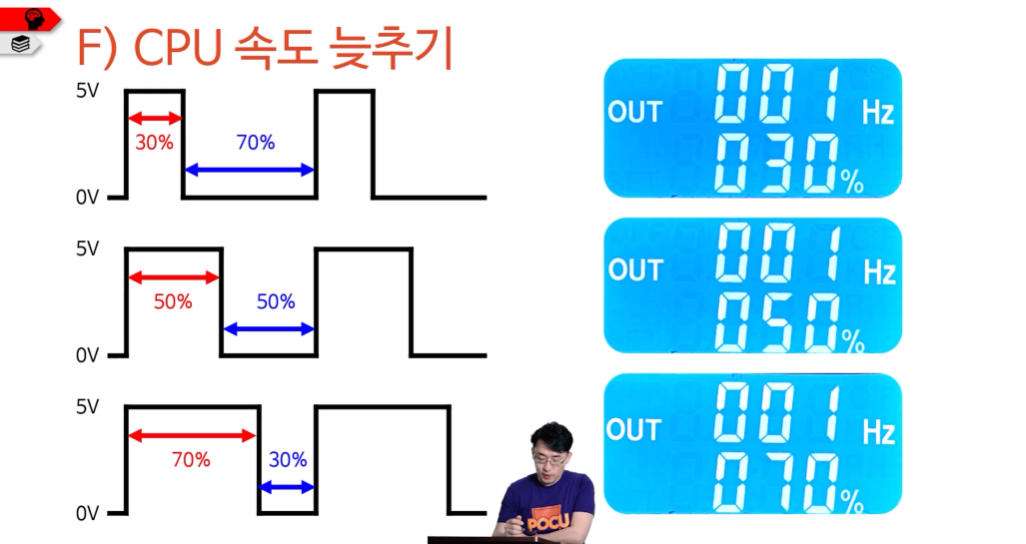 F) CPU 속도 늦추기
5V
30%
70%
0V
OUT 001 Hz
030%
5V
50%
50%
0V
OUT 001 Hz
050%
5V
70%
30%
0V
OUT 001 Hz
070%
POCU